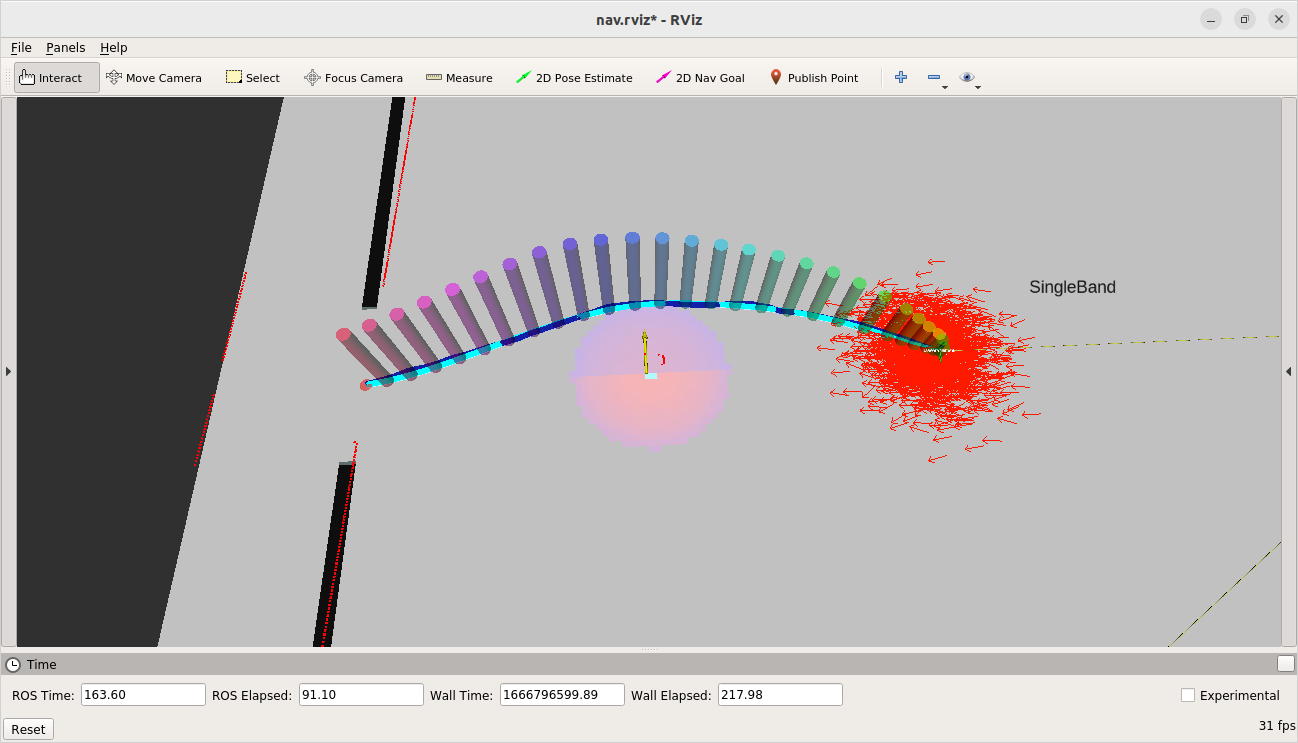 nav.rviz* - RViz
File Panels Help
Interact Move Camera Select Focus Camera Measure 2D Pose Estimate 2D Nav Goal Publish Point
SingleBand
Time
ROS Time: 163.60 ROS Elapsed: 91.10 Wall Time: 1666796599.89 Wall Elapsed: 217.98 Experimental
Reset 31 fps